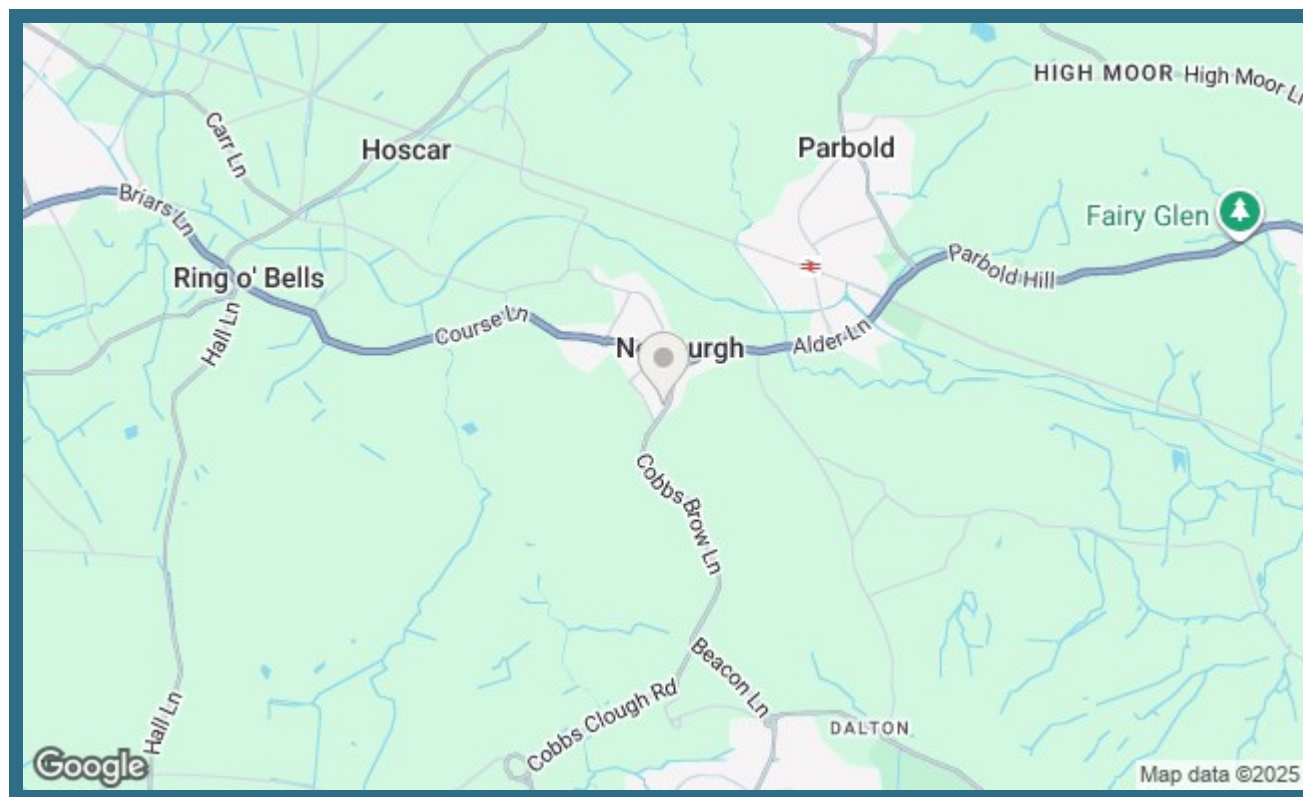 HIGH MOOR
High Moor Ln
Carr Ln
Hoscar
Parbold
Briars Ln
Fairy Glen
Parbold Hill
Ring o' Bells
Hall Ln
Course Ln
Alder Ln
Cobbs Brow Ln
Beacon Ln
Cobbs Clough Rd
Hall Ln
DALTON
Google
Map data ©2025